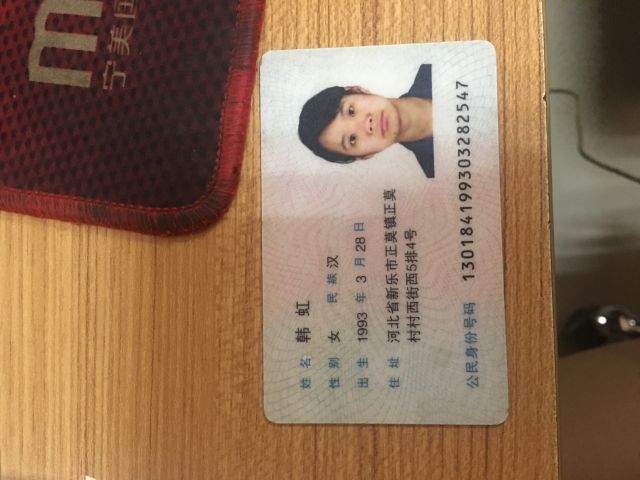 姓名 韩虹
性别 女 民族 汉
出生 1993 年 3 月 28 日
住址 河北省新乐市正莫镇正莫
村村西街西5排4号
公民身份号码 130184199303282547
宁美国